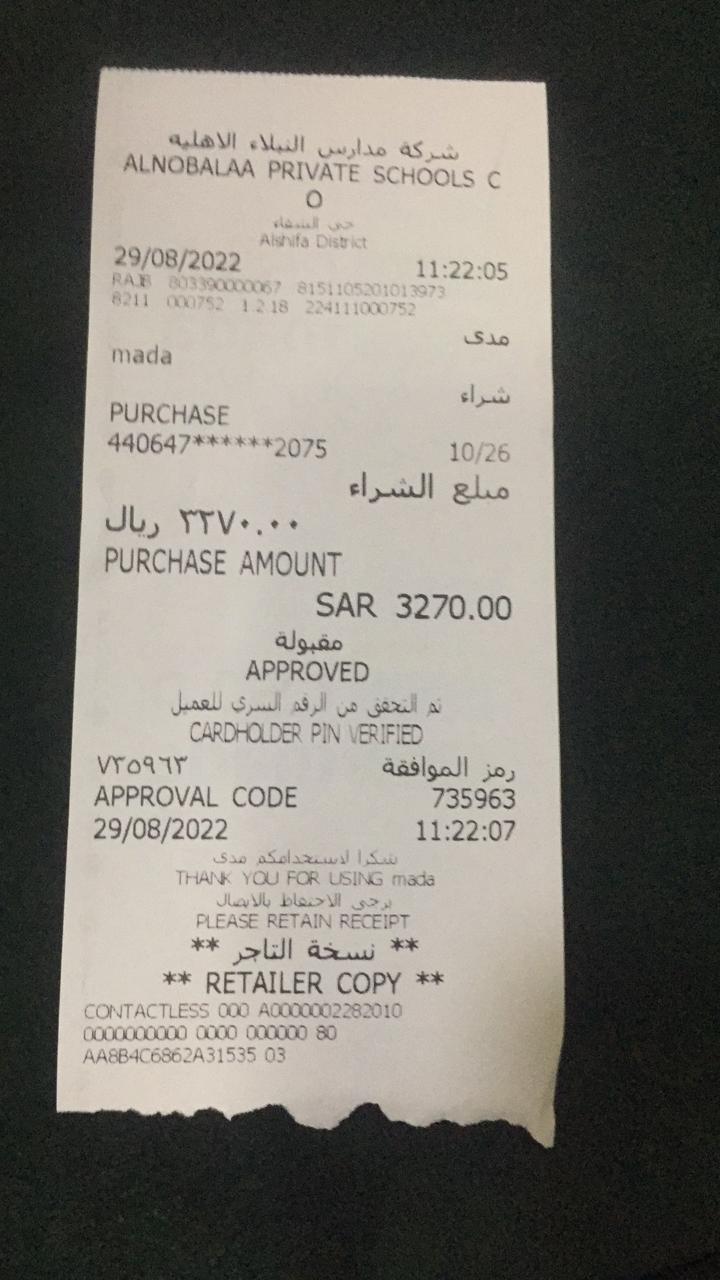 شركة مدارس النبلاء الاهليه
ALNOBALAA PRIVATE SCHOOLS C
O
حي الشفاء
Alshifa District
29/08/2022 11:22:05
RAJB 803390000067 8151105201013973
8211 000752 1.2.18 224111000752
مدى
mada
شراء
PURCHASE
440647******2075 10/26
مبلغ الشراء
٣٢٧٠.٠٠ ريال
PURCHASE AMOUNT
SAR 3270.00
مقبولة
APPROVED
تم التحقق من الرقم السري للعميل
CARDHOLDER PIN VERIFIED
رمز الموافقة ٧٣٥٩٦٣
APPROVAL CODE 735963
29/08/2022 11:22:07
شكرا لاستخدامكم مدى
THANK YOU FOR USING mada
يرجى الاحتفاظ بالايصال
PLEASE RETAIN RECEIPT
** نسخة التاجر **
** RETAILER COPY **
CONTACTLESS 000 A0000002282010
0000000000 0000 000000 80
AA8B4C6862A31535 03